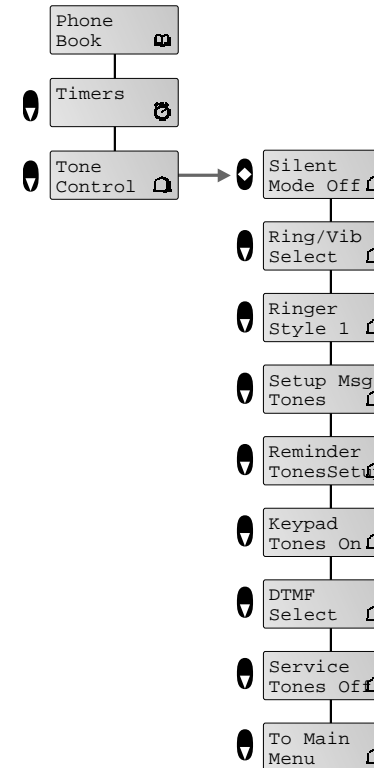 Phone
Book
Timers
Tone
Control
Silent
Mode Off
Ring/Vib
Select
Ringer
Style 1
Setup Msg
Tones
Reminder
TonesSetup
Keypad
Tones On
DTMF
Select
Service
Tones Off
To Main
Menu